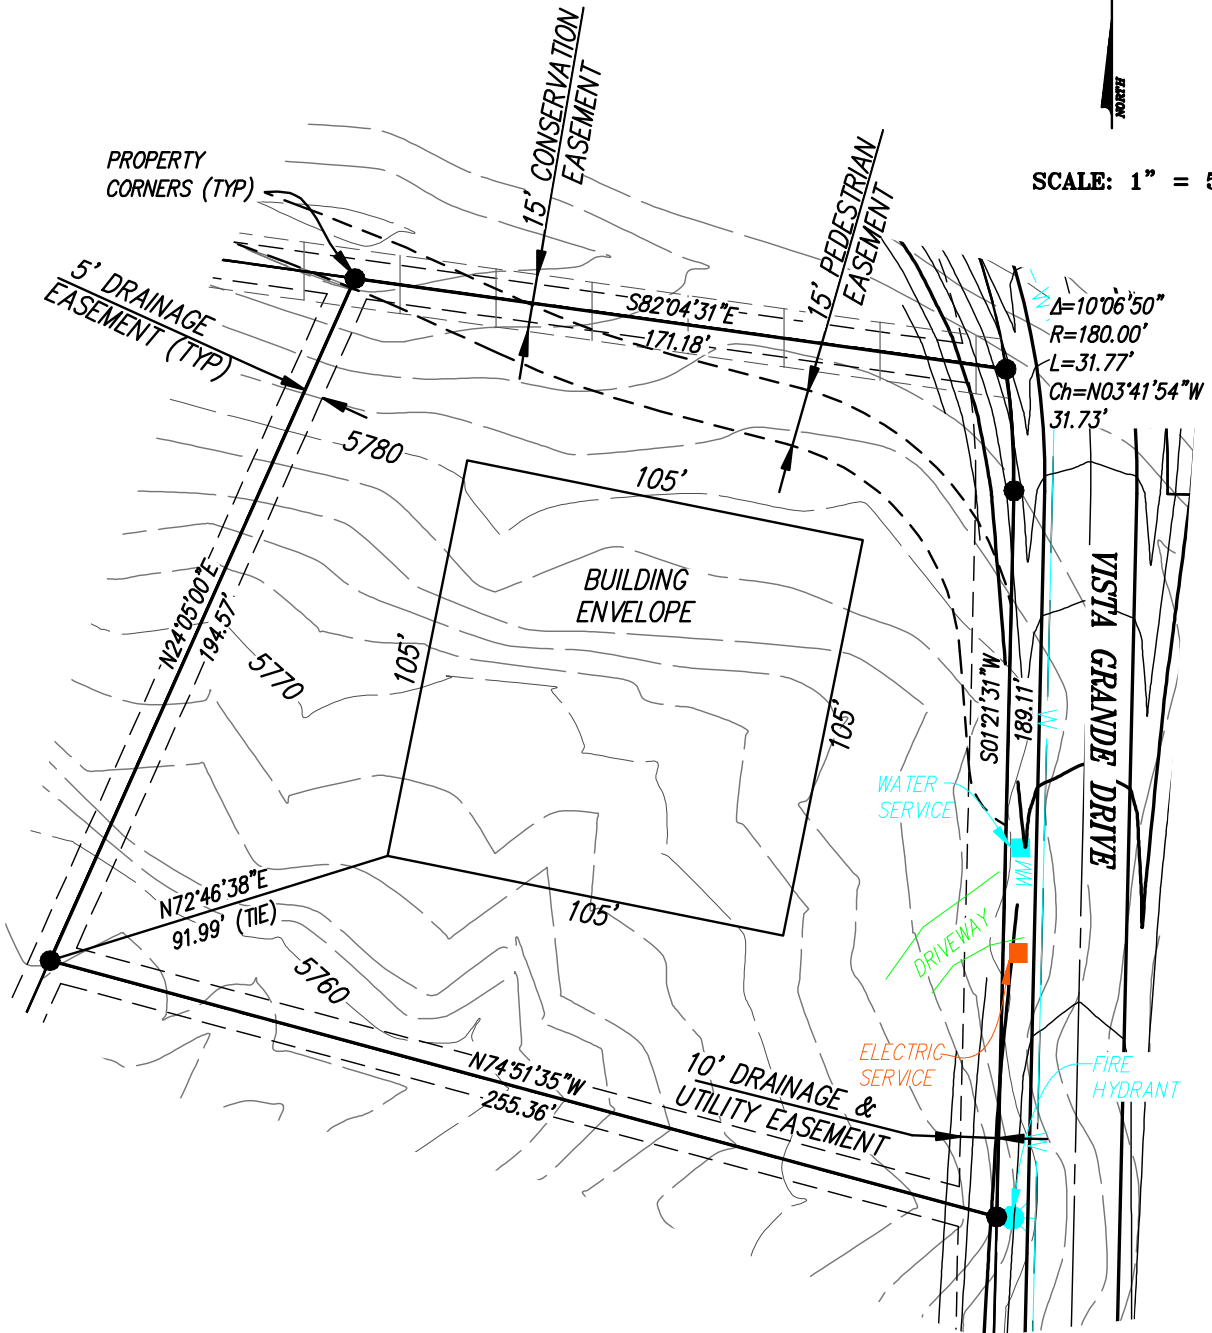 NORTH
SCALE: 1" = 5
15' CONSERVATION
EASEMENT
15' PEDESTRIAN
EASEMENT
PROPERTY
CORNERS (TYP)
5' DRAINAGE
EASEMENT (TYP)
S82°04'31"E
171.18'
Δ=10°06'50"
R=180.00'
L=31.77'
Ch=N03°41'54"W
31.73'
W
5780
105'
BUILDING
ENVELOPE
105'
105'
105'
N24°05'00"E
194.57'
5770
S01°21'31"W
189.11'
W
VISTA GRANDE DRIVE
WATER
SERVICE
WM
DRIVEWAY
N72°46'38"E
91.99' (TIE)
5760
ELECTRIC
SERVICE
FIRE
HYDRANT
N74°51'35"W
255.36'
10' DRAINAGE &
UTILITY EASEMENT
W